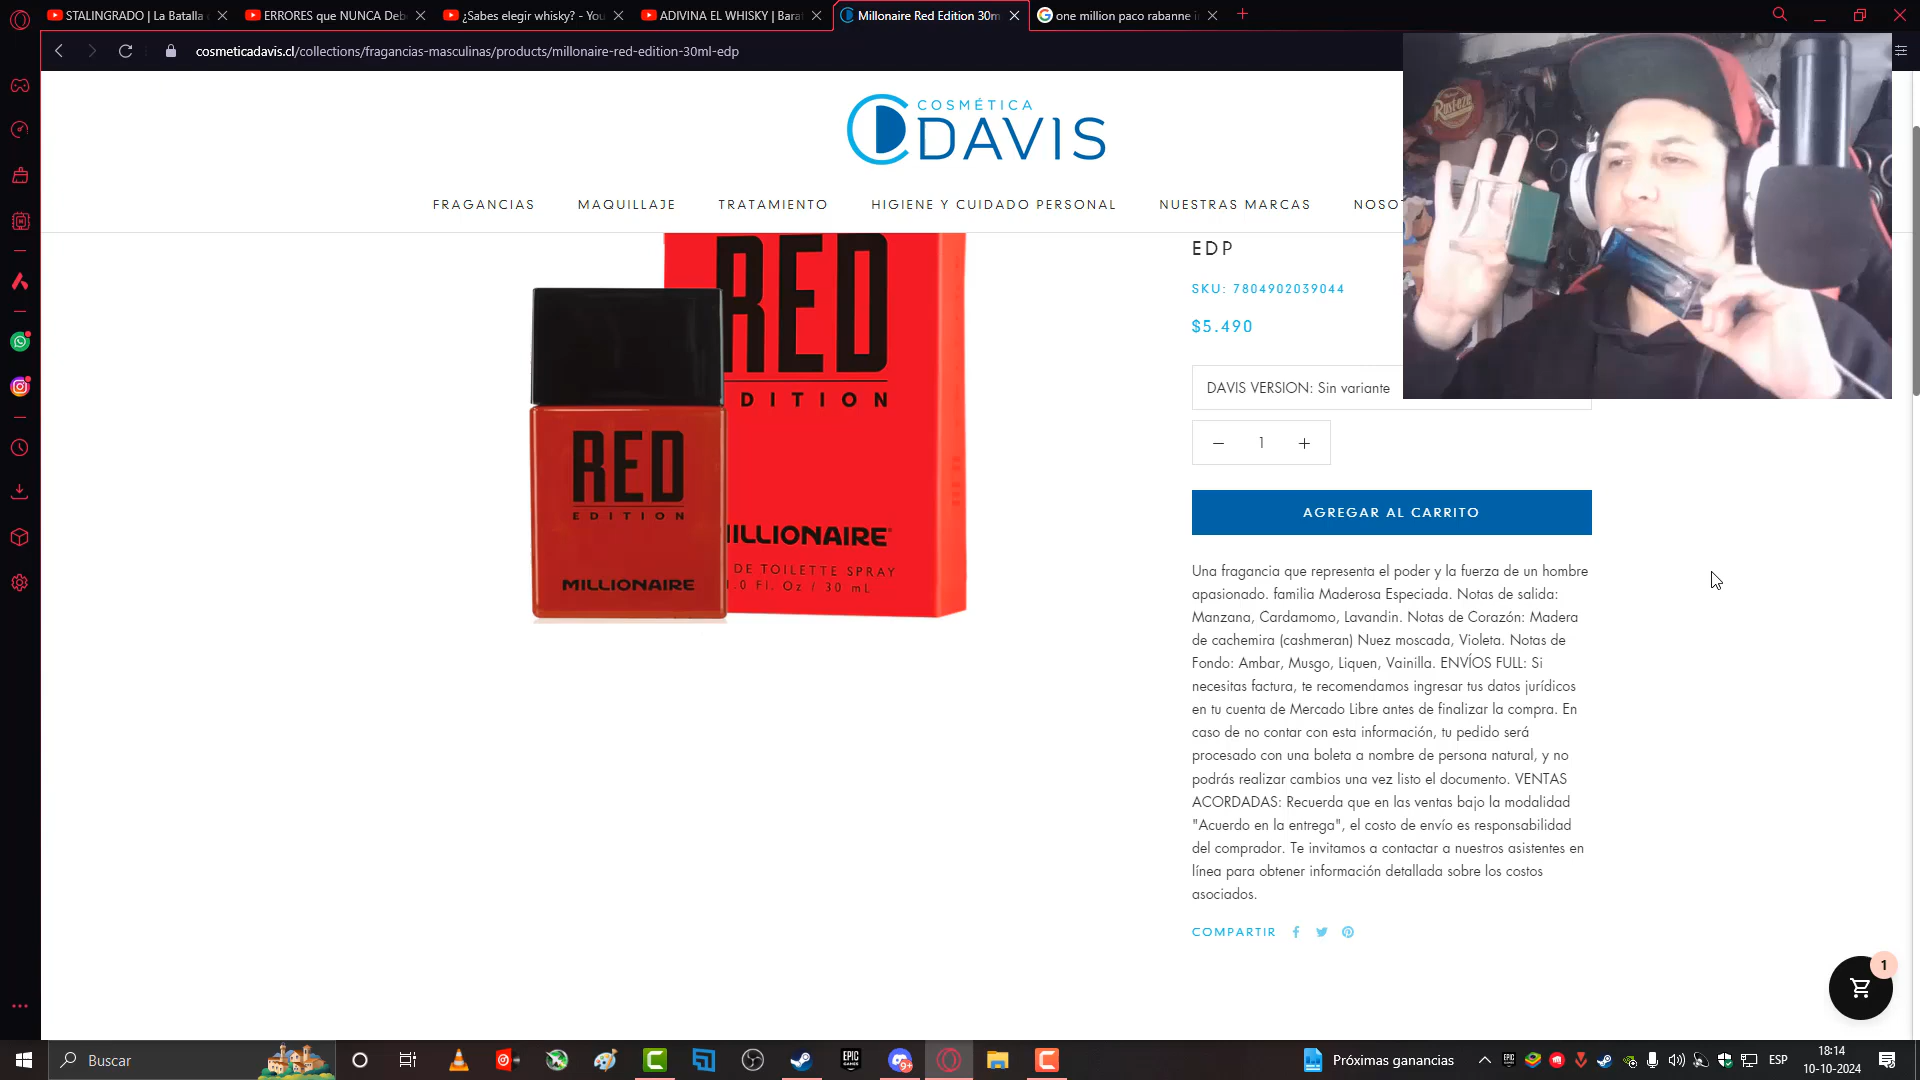 STALINGRADO | La Batalla
ERRORES que NUNCA Deb
¿Sabes elegir whisky? - You
ADIVINA EL WHISKY | Bara
Millonaire Red Edition 30m
one million paco rabanne i
cosmeticadavis.cl/collections/fragancias-masculinas/products/millonaire-red-edition-30ml-edp
COSMÉTICA
DAVIS
FRAGANCIAS
MAQUILLAJE
TRATAMIENTO
HIGIENE Y CUIDADO PERSONAL
NUESTRAS MARCAS
NOSOT
Rusteze
RED
EDITION
MILLIONAIRE
RED
DITION
ILLIONAIRE
DE TOILETTE SPRAY
1.0 Fl. Oz / 30 mL
EDP
SKU: 7804902039044
$5.490
DAVIS VERSION: Sin variante
1
AGREGAR AL CARRITO
Una fragancia que representa el poder y la fuerza de un hombre
apasionado. familia Maderosa Especiada. Notas de salida:
Manzana, Cardamomo, Lavandin. Notas de Corazón: Madera
de cachemira (cashmeran) Nuez moscada, Violeta. Notas de
Fondo: Ambar, Musgo, Liquen, Vainilla. ENVÍOS FULL: Si
necesitas factura, te recomendamos ingresar tus datos jurídicos
en tu cuenta de Mercado Libre antes de finalizar la compra. En
caso de no contar con esta información, tu pedido será
procesado con una boleta a nombre de persona natural, y no
podrás realizar cambios una vez listo el documento. VENTAS
ACORDADAS: Recuerda que en las ventas bajo la modalidad
"Acuerdo en la entrega", el costo de envío es responsabilidad
del comprador. Te invitamos a contactar a nuestros asistentes en
línea para obtener información detallada sobre los costos
asociados.
COMPARTIR
1
Buscar
EPIC
GAMES
9+
Próximas ganancias
ESP
18:14
10-10-2024